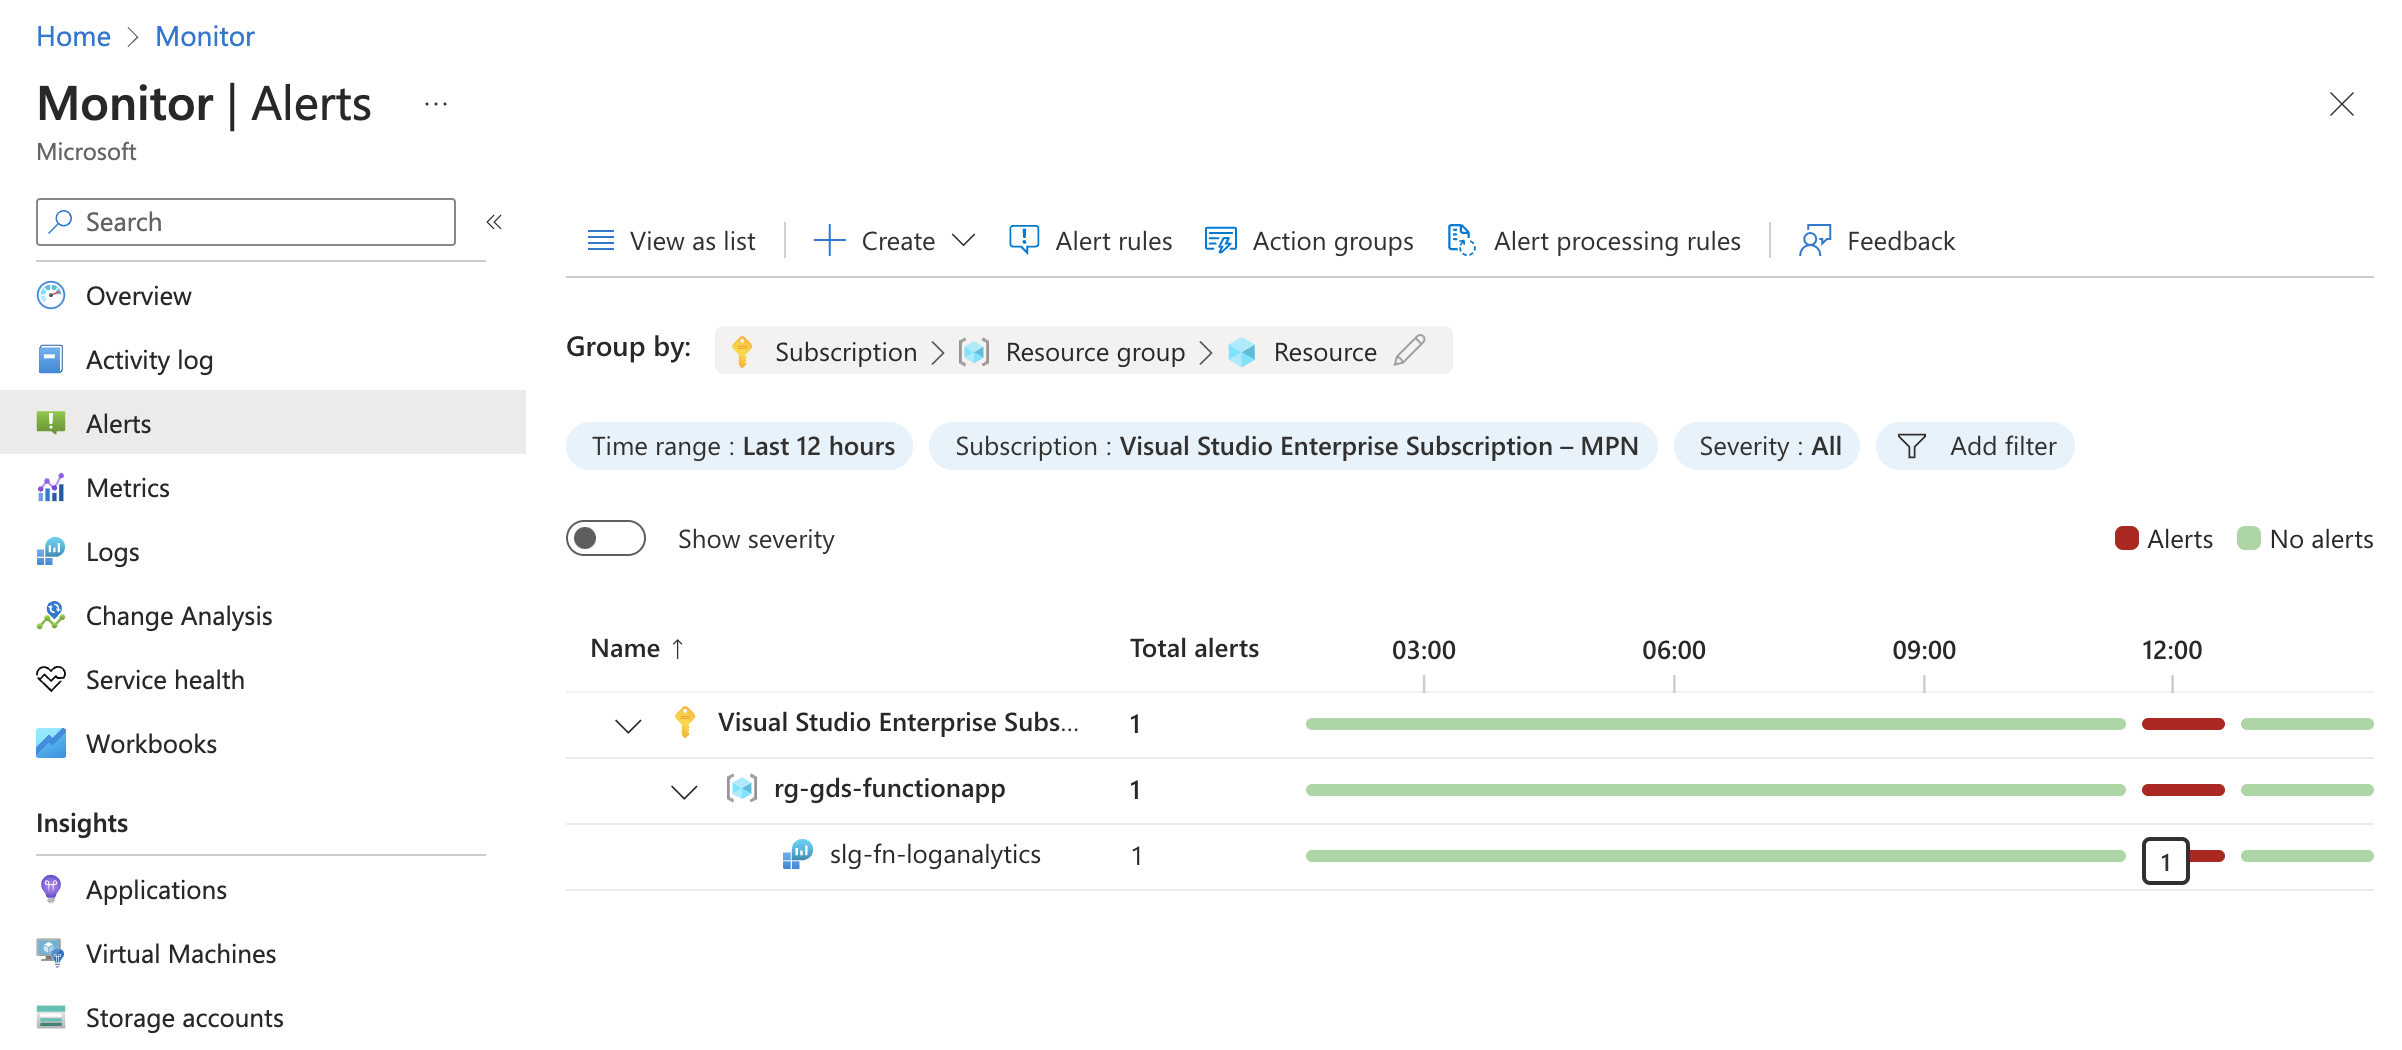 Home > Monitor
Monitor | Alerts ...
Microsoft
Search «
Overview
Activity log
Alerts
Metrics
Logs
Change Analysis
Service health
Workbooks
Insights
Applications
Virtual Machines
Storage accounts
View as list | + Create Alert rules Action groups Alert processing rules | Feedback
Group by: Subscription > Resource group > Resource
Time range : Last 12 hours Subscription : Visual Studio Enterprise Subscription – MPN Severity : All Add filter
Show severity Alerts No alerts
Name ↑ Total alerts 03:00 06:00 09:00 12:00
Visual Studio Enterprise Subs... 1
rg-gds-functionapp 1
slg-fn-loganalytics 1 1